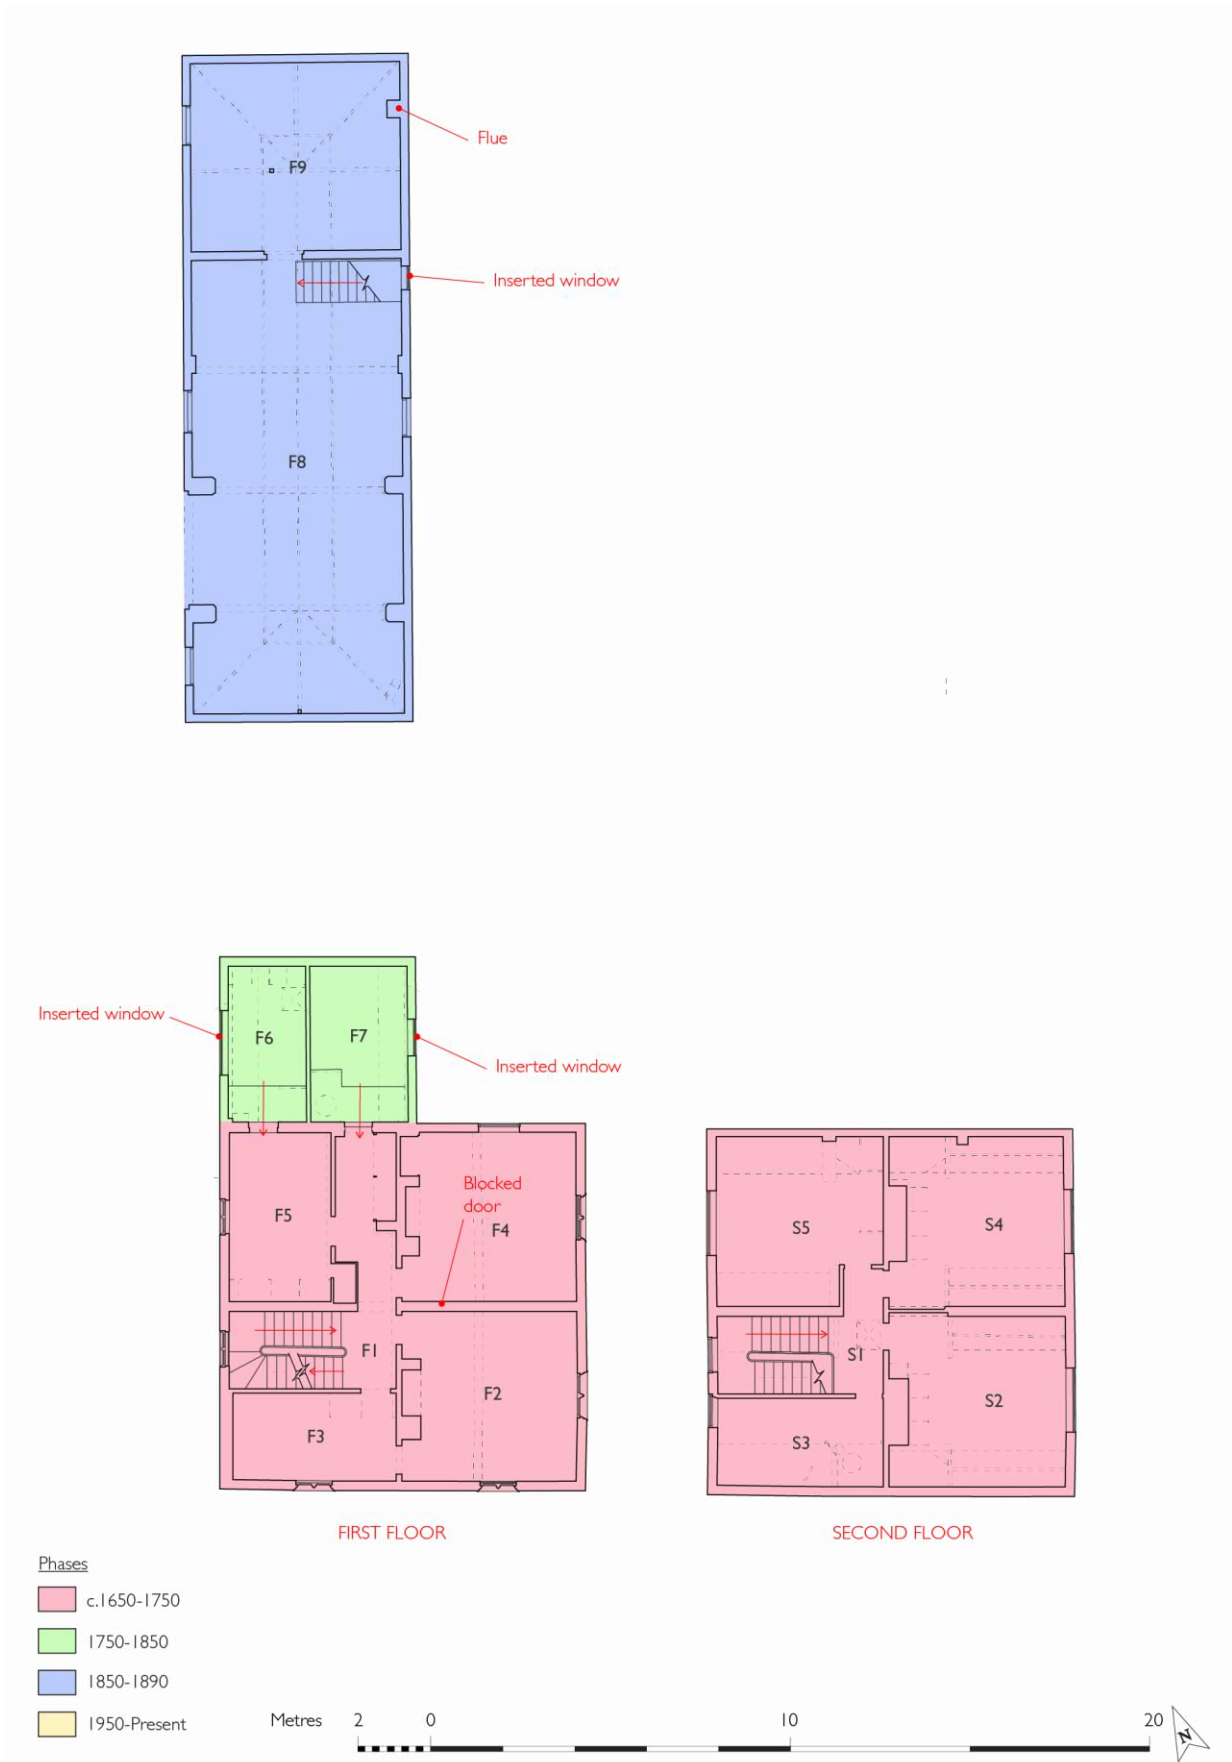 Flue
F9
Inserted window
F8
Inserted window
F6
F7
Inserted window
Blocked
door
F5
F4
S5
S4
F1
S1
F2
S2
F3
S3
FIRST FLOOR
SECOND FLOOR
Phases
c.1650-1750
1750-1850
1850-1890
1950-Present
Metres 2 0 10 20
N